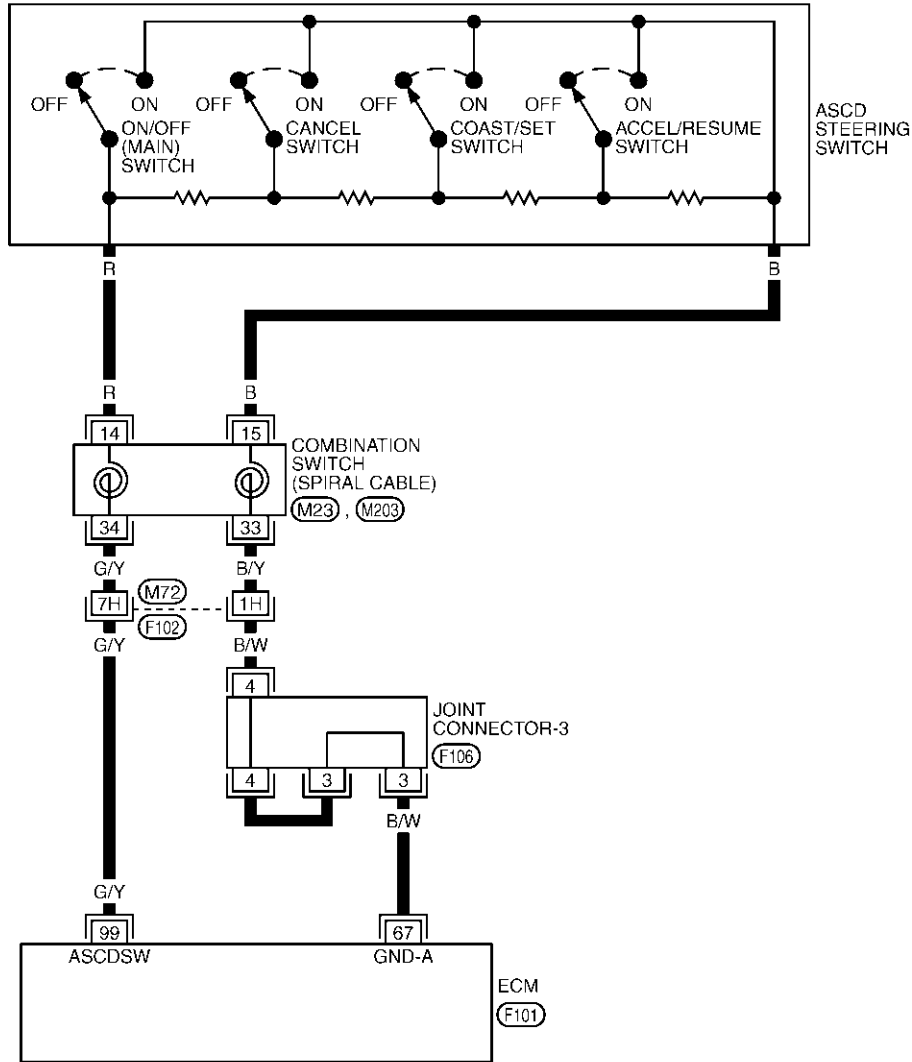 OFF ON OFF ON OFF ON OFF ON
ON/OFF
(MAIN)
SWITCH
CANCEL
SWITCH
COAST/SET
SWITCH
ACCEL/RESUME
SWITCH
ASCD
STEERING
SWITCH
R B
R B
14 15
COMBINATION
SWITCH
(SPIRAL CABLE)
M23 , M203
34 33
G/Y B/Y
7H M72 1H
F102
G/Y B/W
4
JOINT
CONNECTOR-3
F106
4 3 3
B/W
G/Y
99 67
ASCDSW GND-A
ECM
F101